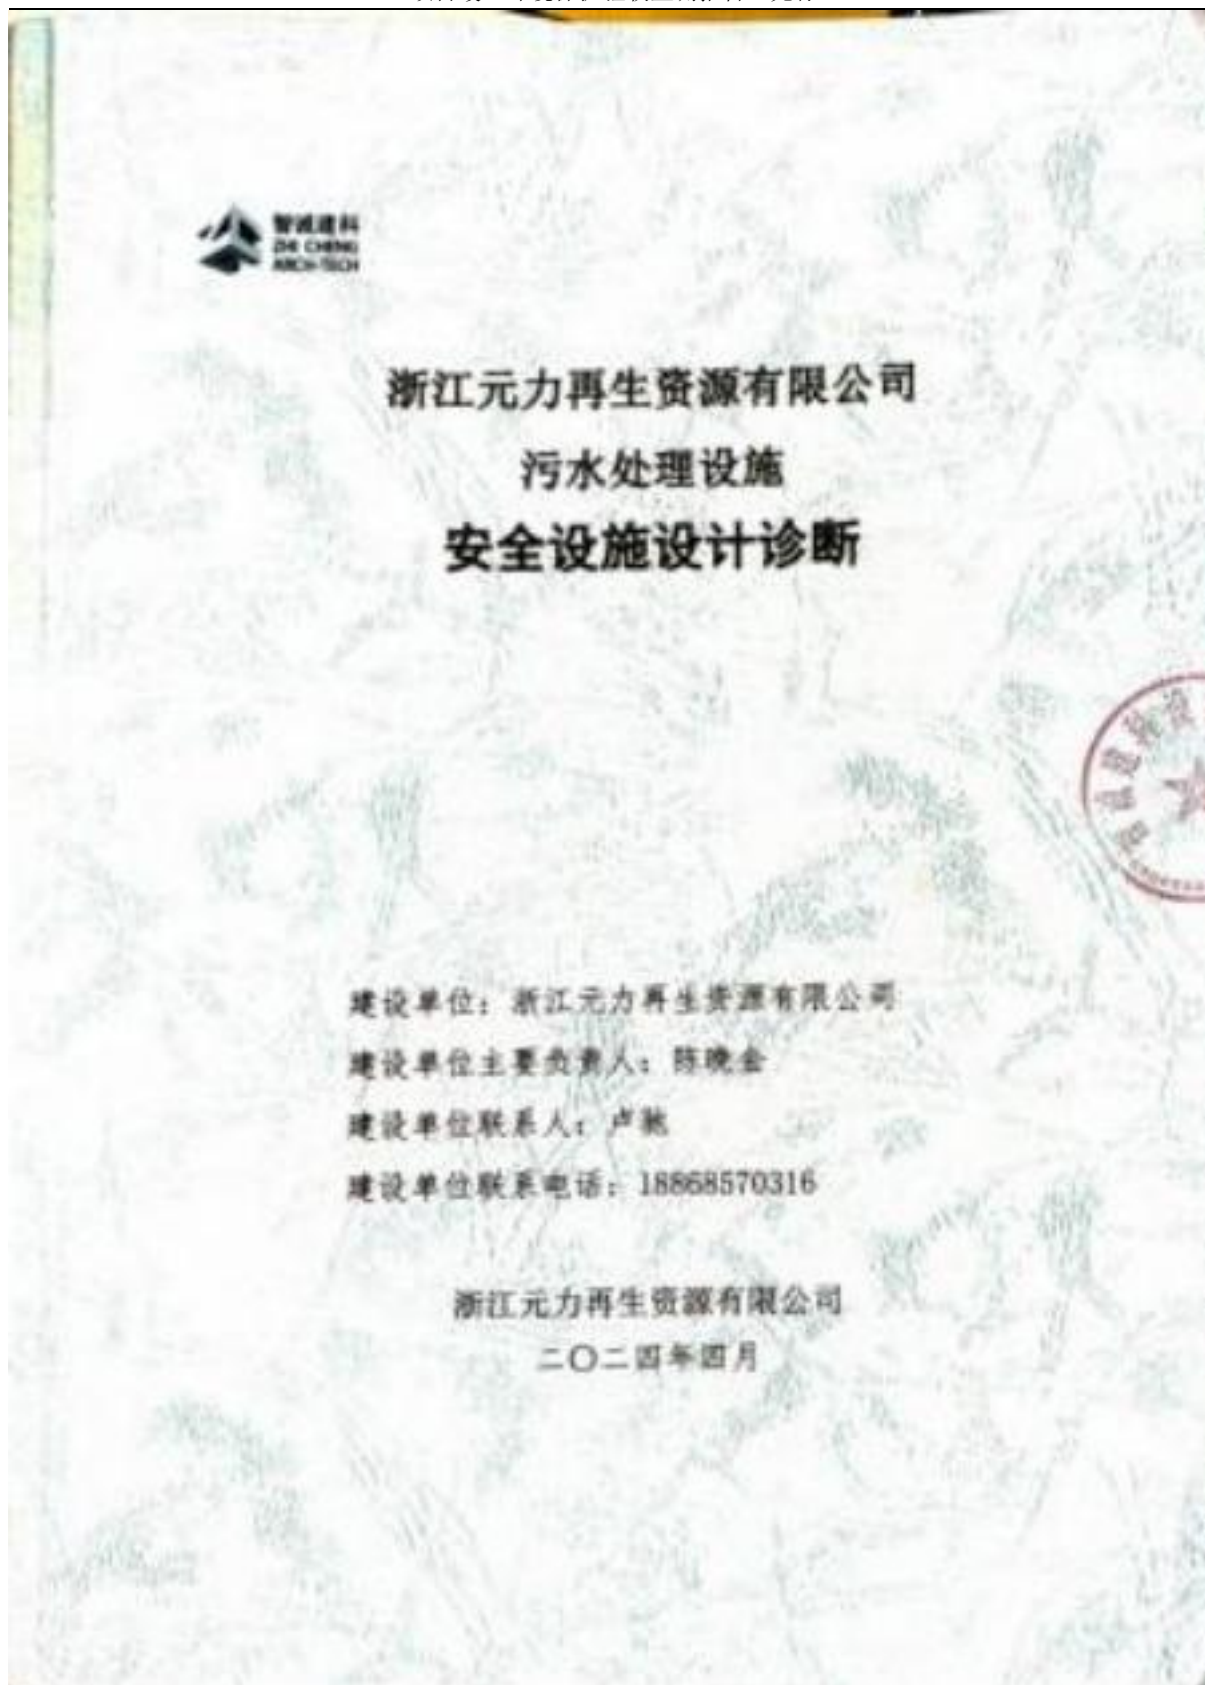 智诚建科
ZHI CHENG
ARCH-TECH
浙江元力再生资源有限公司
污水处理设施
安全设施设计诊断
建设单位：浙江元力再生资源有限公司
建设单位主要负责人：陈晚金
建设单位联系人：卢驰
建设单位联系电话：18868570316
浙江元力再生资源有限公司
二〇二四年四月